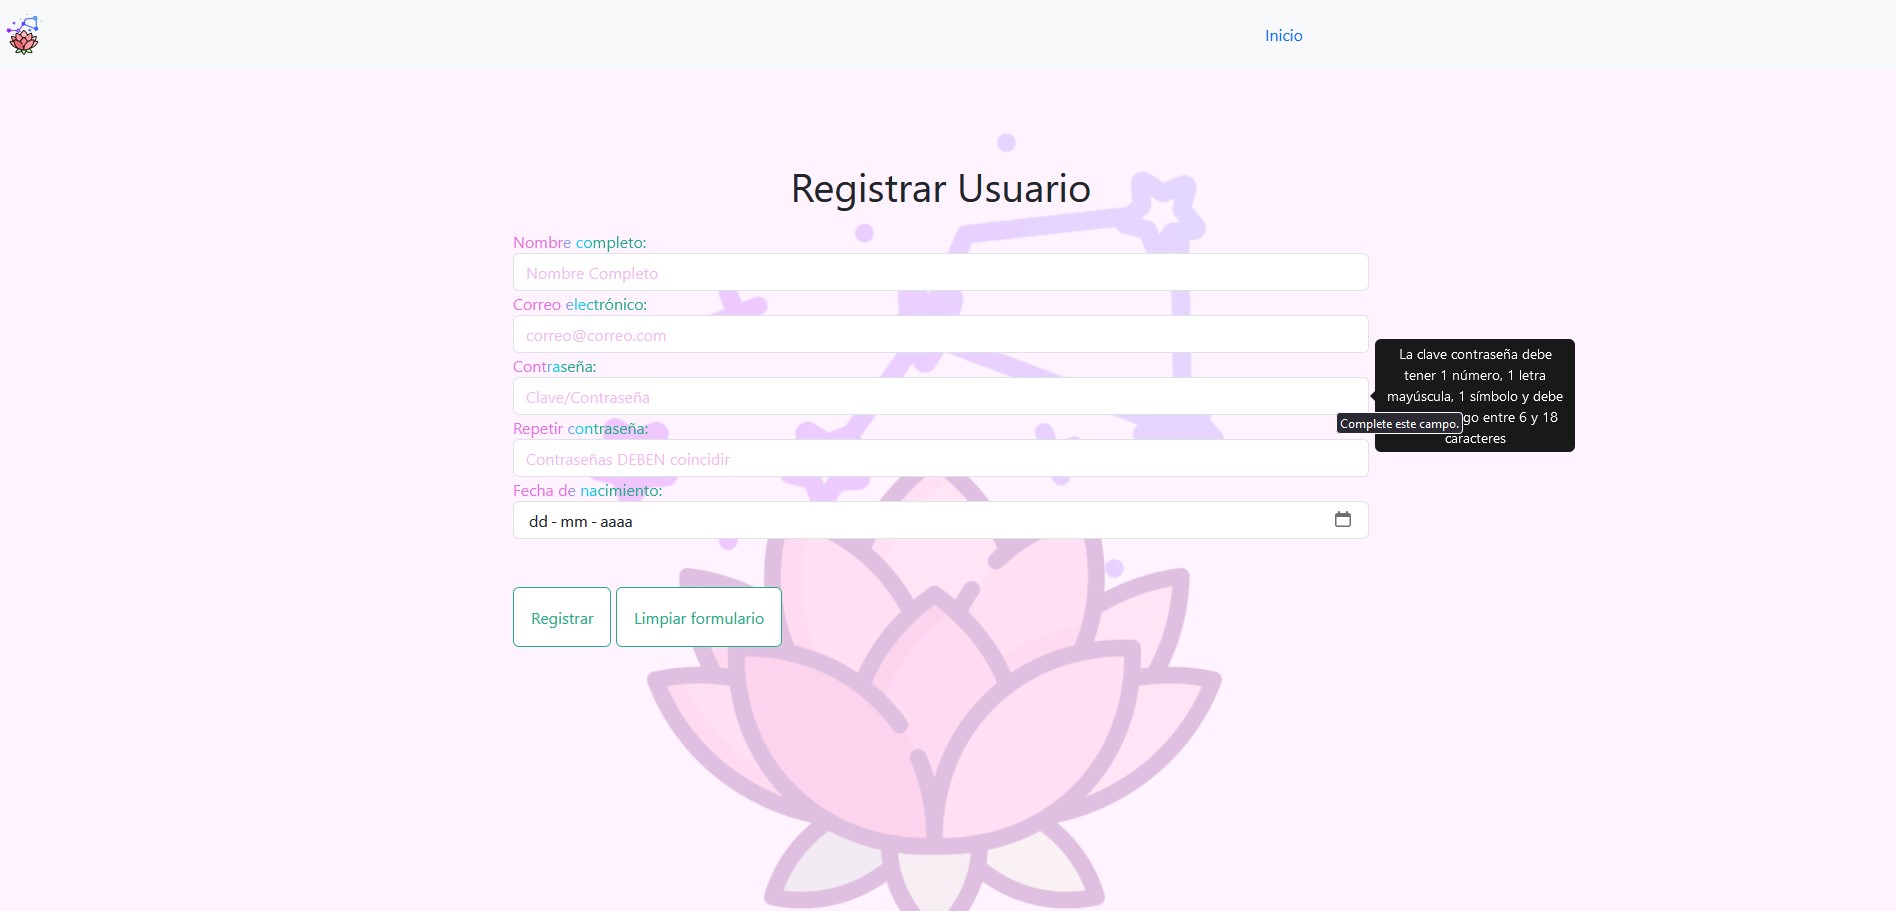 Inicio
Registrar Usuario
Nombre completo:
Nombre Completo
Correo electrónico:
correo@correo.com
Contraseña:
Clave/Contraseña
La clave contraseña debe
tener 1 número, 1 letra
mayúscula, 1 símbolo y debe
go entre 6 y 18
caracteres
Complete este campo.
Repetir contraseña:
Contraseñas DEBEN coincidir
Fecha de nacimiento:
dd - mm - aaaa
Registrar
Limpiar formulario